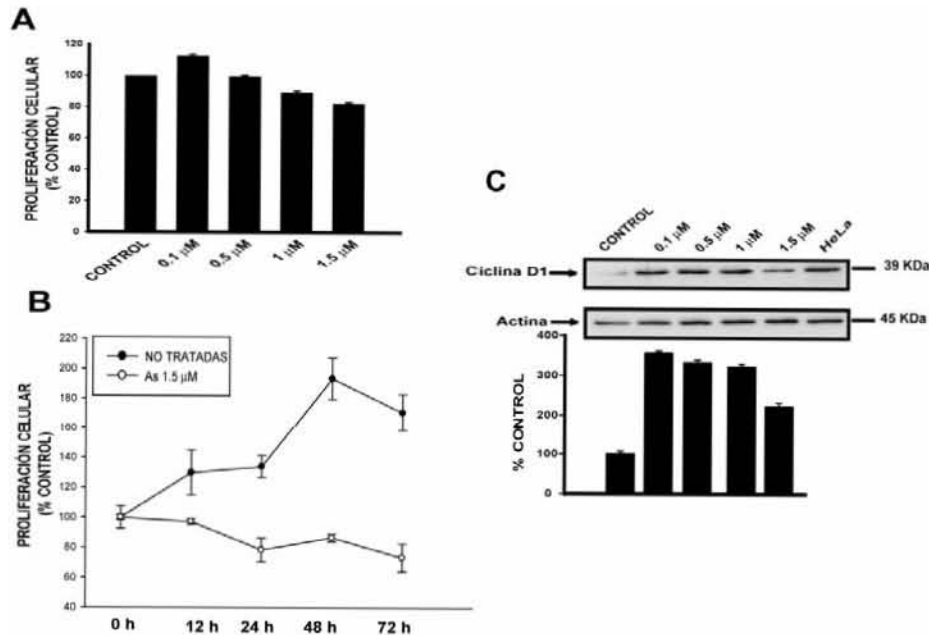 A
PROLIFERACIÓN CELULAR
(% CONTROL)
120
100
80
60
40
20
0
CONTROL
0.1 µM
0.5 µM
1 µM
1.5 µM
B
PROLIFERACIÓN CELULAR
(% CONTROL)
220
200
180
160
140
120
100
80
60
40
NO TRATADAS
As 1.5 µM
0 h
12 h
24 h
48 h
72 h
C
CONTROL
0.1 µM
0.5 µM
1 µM
1.5 µM
HeLa
Ciclina D1
39 KDa
Actina
45 KDa
% CONTROL
400
300
200
100
0